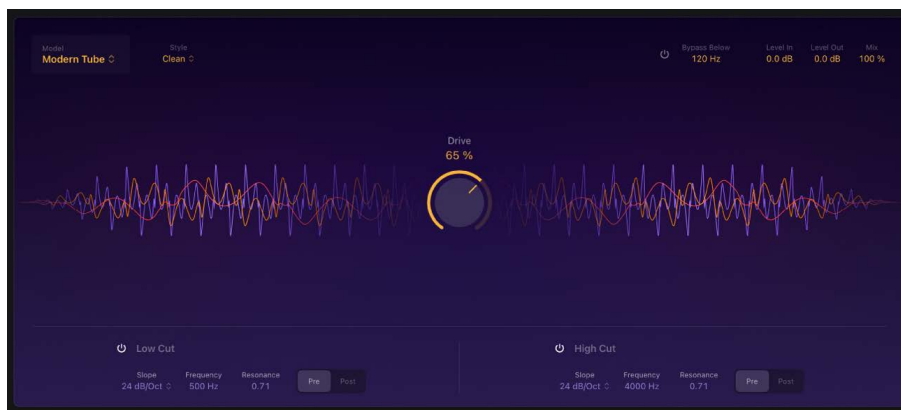 Model
Modern Tube
Style
Clean
Bypass Below
120 Hz
Level In
0.0 dB
Level Out
0.0 dB
Mix
100 %
Drive
65 %
Low Cut
Slope
24 dB/Oct
Frequency
500 Hz
Resonance
0.71
Pre
Post
High Cut
Slope
24 dB/Oct
Frequency
4000 Hz
Resonance
0.71
Pre
Post